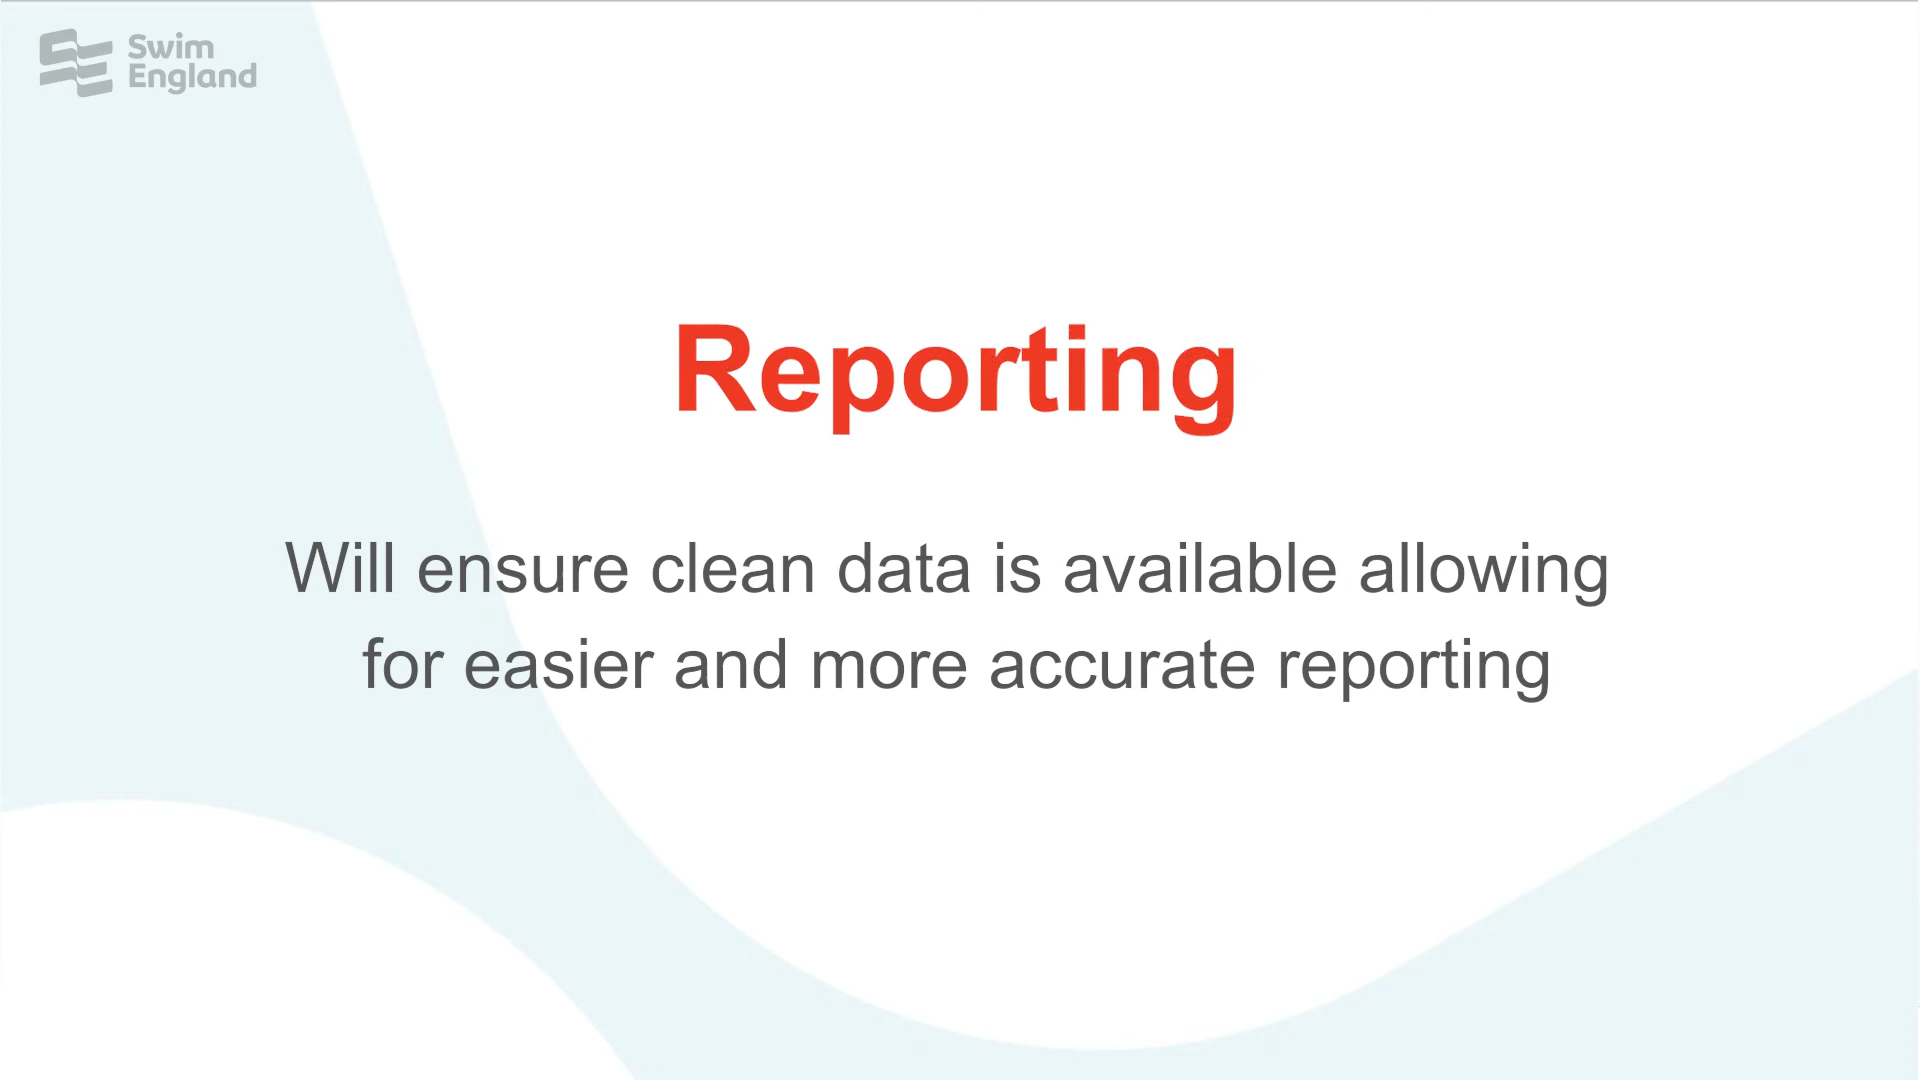 Swim
England
Reporting
Will ensure clean data is available allowing
for easier and more accurate reporting